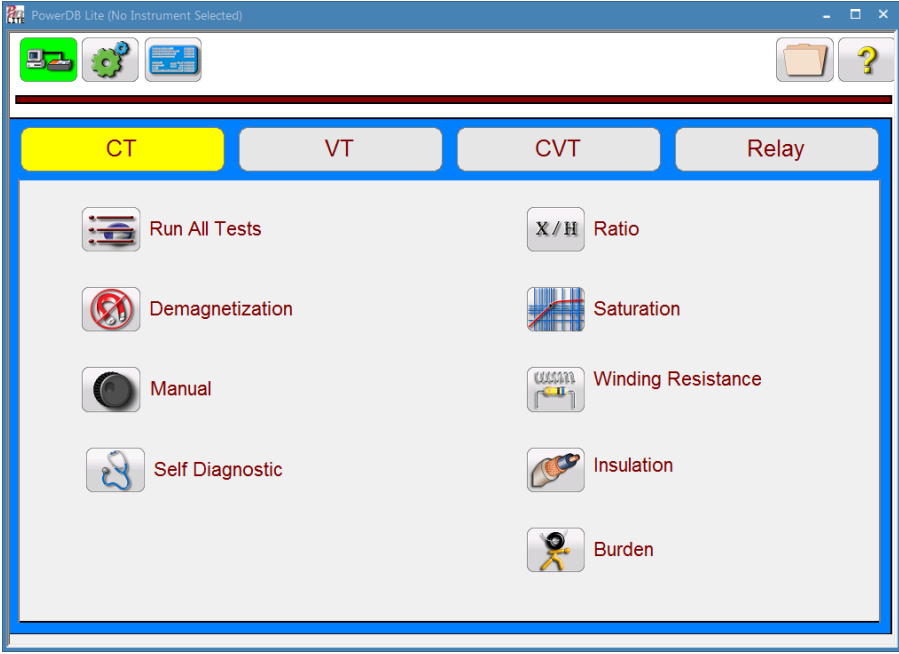 PowerDB Lite (No Instrument Selected)
?
CT
VT
CVT
Relay
Run All Tests
X/H
Ratio
Demagnetization
Saturation
Manual
Winding Resistance
Self Diagnostic
Insulation
Burden